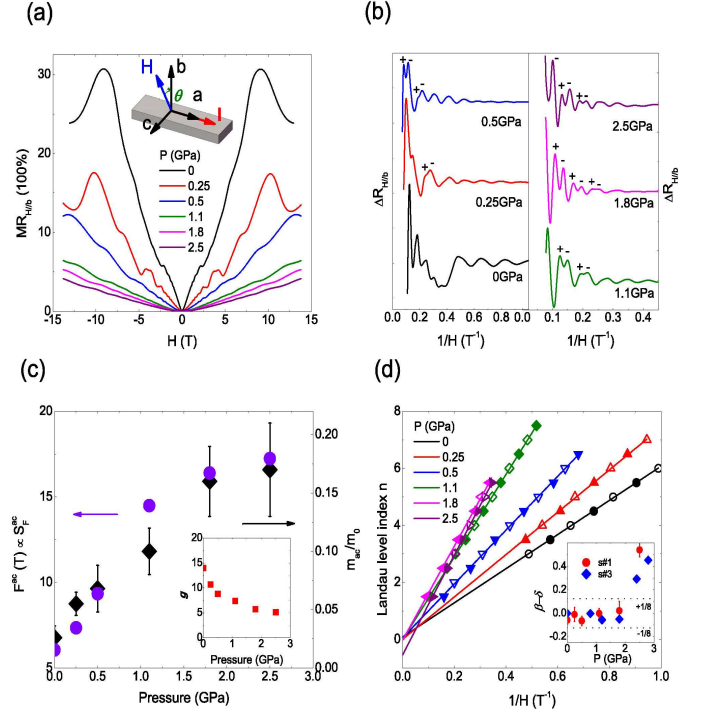 (a)
MR_H//b (100%)
30
20
10
0
H
b
θ
a
I
c
P (GPa)
0
0.25
0.5
1.1
1.8
2.5
-10 -5 0 5 10 15
H (T)
(b)
ΔR_H//b
+ -
+ -
0.5GPa
+ -
0.25GPa
0GPa
0.2 0.4 0.6 0.8 0.0
1/H (T⁻¹)
-
+ -
+ -
2.5GPa
+ -
+ -
+ -
1.8GPa
+ -
+ -
1.1GPa
0.1 0.2 0.3 0.4
1/H (T⁻¹)
ΔR_H//b
(c)
F^ac (T) ∝ S_F^ac
20
15
10
5
0.0 0.5 1.0 1.5 2.0 2.5 3.0
Pressure (GPa)
0.20
0.15
0.10
0.05
0.00
m_ac/m_0
g
20
15
10
5
0
0 1 2 3
Pressure (GPa)
(d)
Landau level index n
8
6
4
2
0
P (GPa)
0
0.25
0.5
1.1
1.8
2.5
0.0 0.2 0.4 0.6 0.8 1.0
1/H (T⁻¹)
s#1
s#3
β-δ
0.4
0.2
0.0
-0.2
+1/8
-1/8
0 1 2 3
P (GPa)